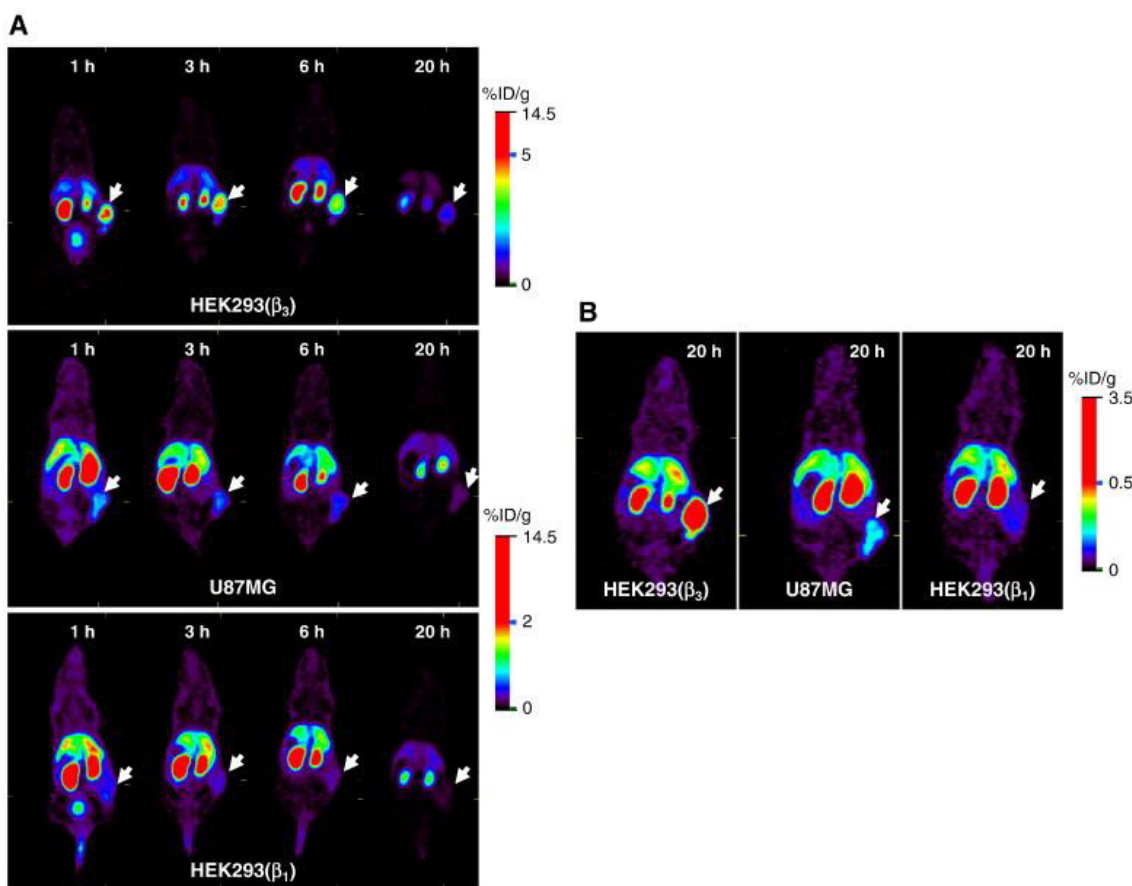 A
1 h 3 h 6 h 20 h
%ID/g
14.5
5
0
HEK293(β₃)
1 h 3 h 6 h 20 h
U87MG
%ID/g
14.5
2
0
1 h 3 h 6 h 20 h
HEK293(β₁)
B
20 h 20 h 20 h
%ID/g
3.5
0.5
0
HEK293(β₃) U87MG HEK293(β₁)